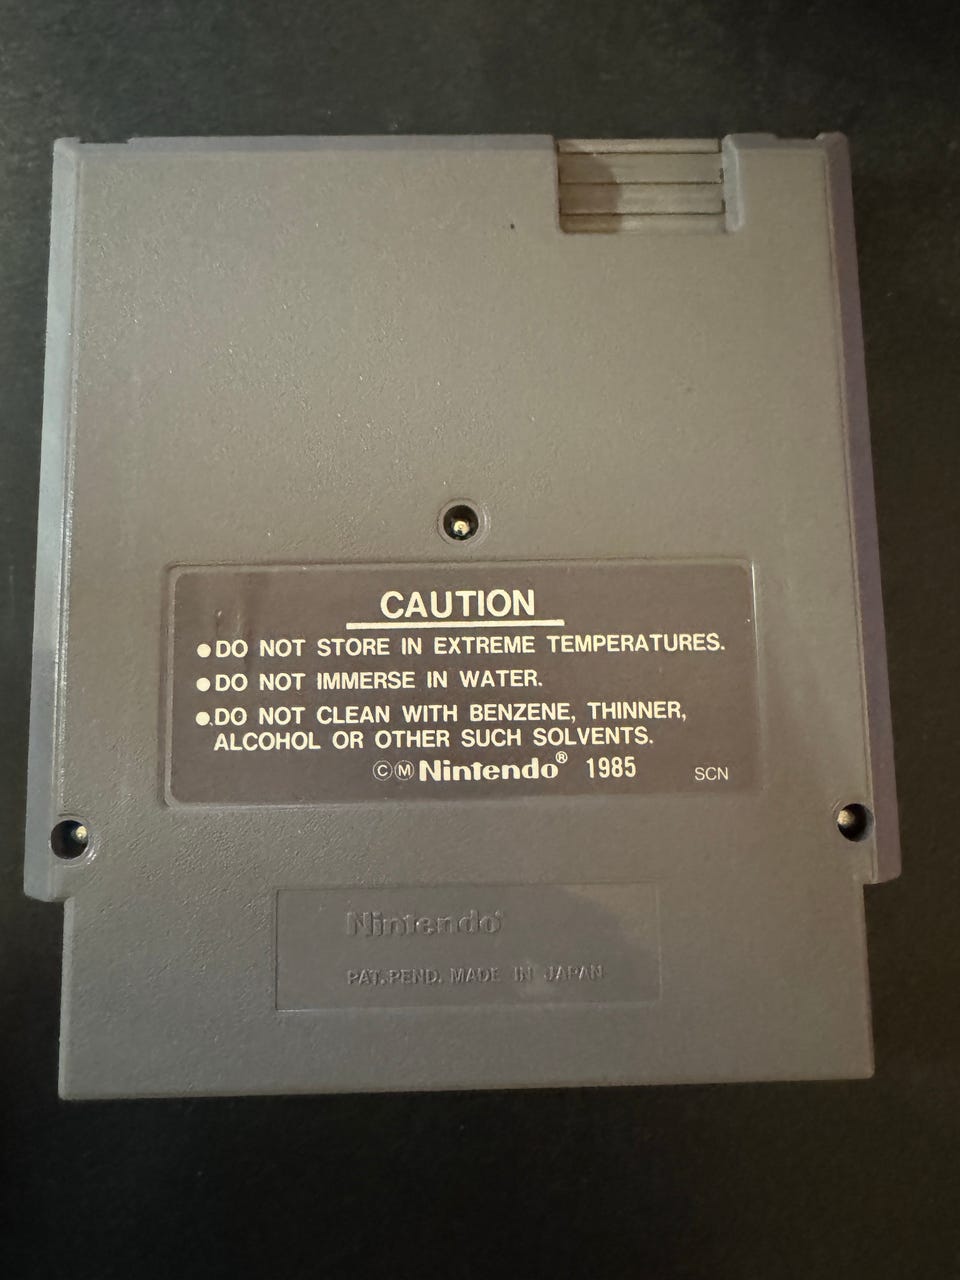 CAUTION
●DO NOT STORE IN EXTREME TEMPERATURES.
●DO NOT IMMERSE IN WATER.
●DO NOT CLEAN WITH BENZENE, THINNER,
ALCOHOL OR OTHER SUCH SOLVENTS.
ⒸⓂNintendo® 1985 SCN
Nintendo®
PAT.PEND. MADE IN JAPAN